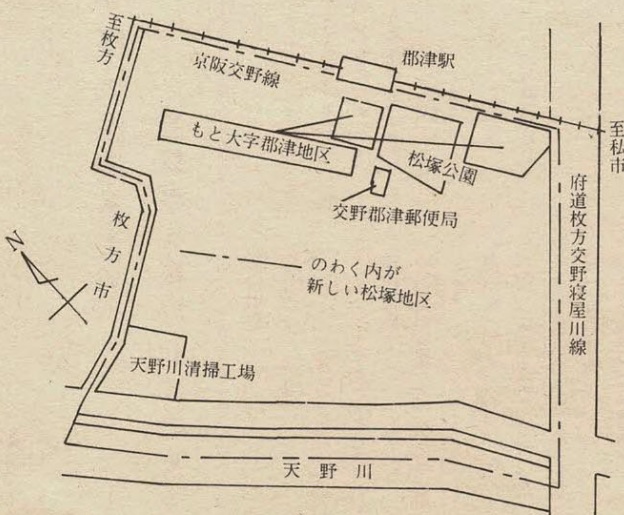 至枚方
京阪交野線
郡津駅
至私市
もと大字郡津地区
松塚公園
交野郡津郵便局
府道枚方交野寝屋川線
枚方市
N
のわく内が
新しい松塚地区
天野川清掃工場
天野川